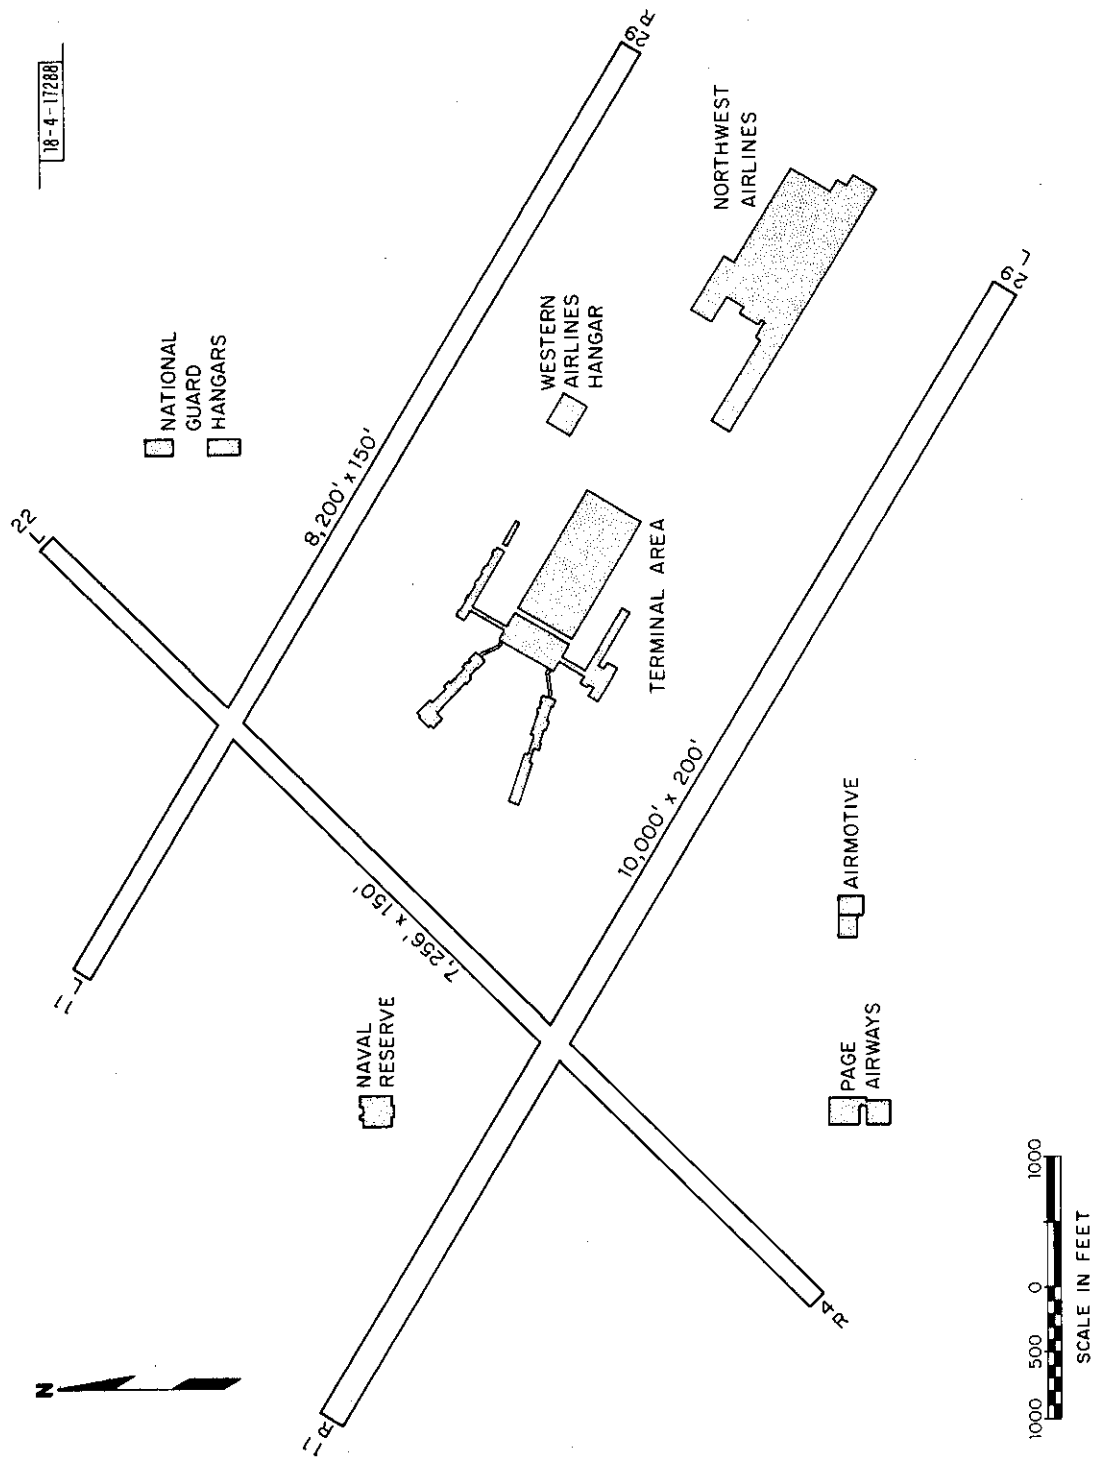 18-4-17288
N
11 R
11 L
22
L
29
R
29
L
4
R
NATIONAL
GUARD
HANGARS
8,200' x 150'
7,256' x 150'
10,000' x 200'
NAVAL
RESERVE
WESTERN
AIRLINES
HANGAR
TERMINAL AREA
NORTHWEST
AIRLINES
PAGE
AIRWAYS
AIRMOTIVE
1000 500 0 1000
SCALE IN FEET